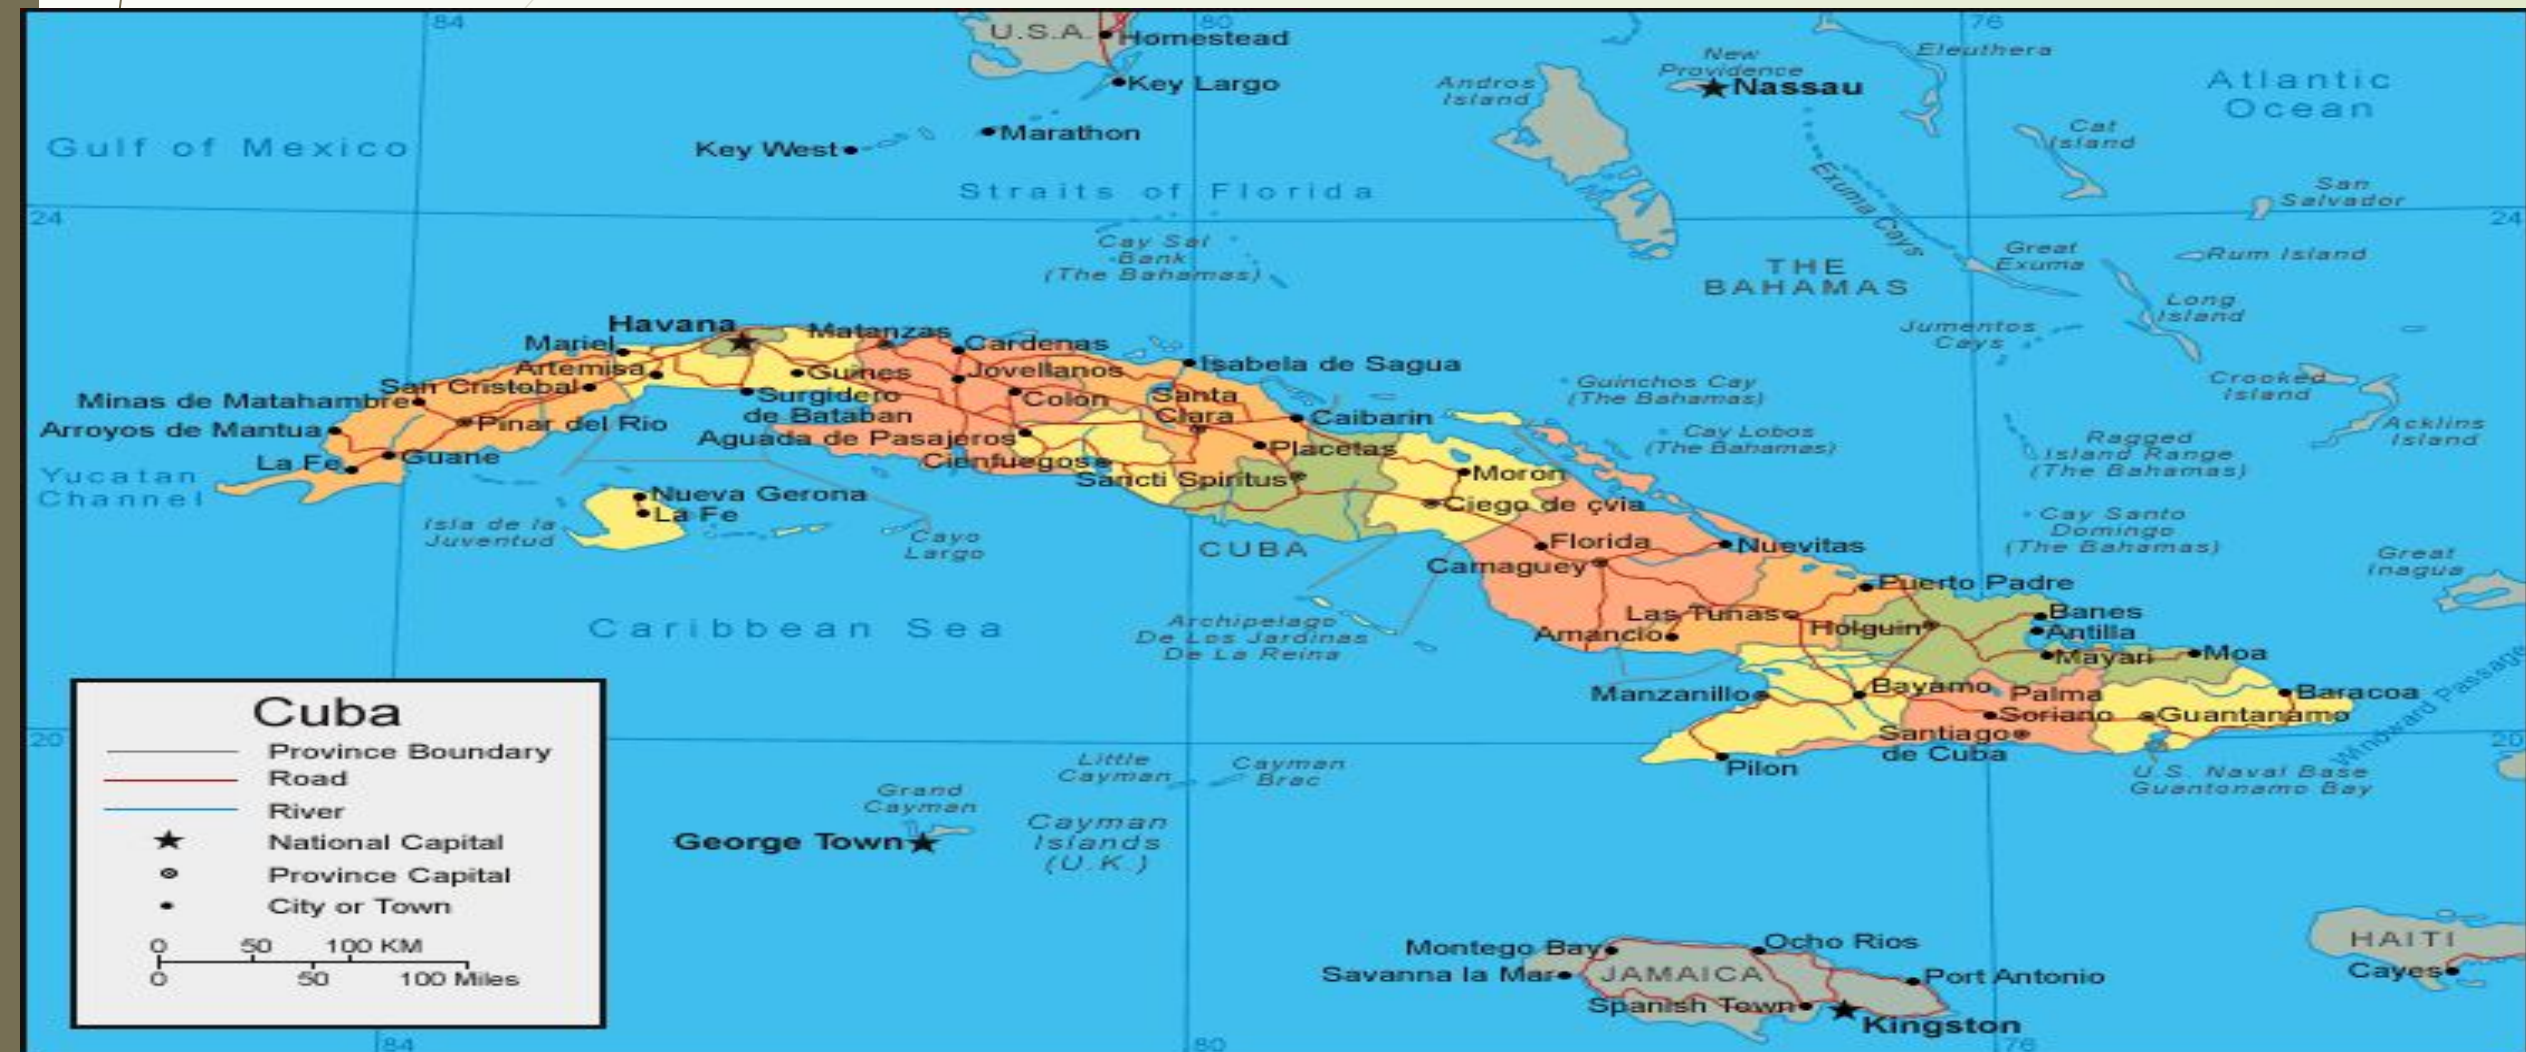 84
80
76
U.S.A.
Homestead
Key Largo
Marathon
Key West
Gulf of Mexico
Straits of Florida
24
24
Andros
Island
New
Providence
Nassau
Eleuthera
Atlantic
Ocean
Cat
Island
San
Salvador
Exuma Cays
Great
Exuma
Rum Island
Long
Island
THE
BAHAMAS
Jumentos
Cays
Crooked
Island
Acklins
Island
Cay Sal
Bank
(The Bahamas)
Guinchos Cay
(The Bahamas)
Cay Lobos
(The Bahamas)
Ragged
Island Range
(The Bahamas)
Cay Santo
Domingo
(The Bahamas)
Great
Inagua
Havana
Matanzas
Cardenas
Mariel
Artemisa
Guines
Jovellanos
Isabela de Sagua
San Cristobal
Surgidero
de Bataban
Colon
Santa
Clara
Caibarin
Minas de Matahambre
Pinar del Rio
Arroyos de Mantua
Aguada de Pasajeros
Placetas
La Fe
Guane
Cienfuegos
Sancti Spiritus
Moron
Yucatan
Channel
Nueva Gerona
La Fe
Isla de la
Juventud
Cayo
Largo
Ciego de çvia
CUBA
Florida
Nuevitas
Camaguey
Puerto Padre
Las Tunas
Banes
Amancio
Holguin
Antilla
Mayari
Moa
Caribbean Sea
Archipelago
De Los Jardinas
De La Reina
Manzanillo
Bayamo
Palma
Soriano
Baracoa
Guantanamo
Santiago
de Cuba
Pilon
Windward Passage
U.S. Naval Base
Guantonamo Bay
20
20
Little
Cayman
Cayman
Brac
Grand
Cayman
George Town
Cayman
Islands
(U.K.)
Cuba
Province Boundary
Road
River
National Capital
Province Capital
City or Town
0 50 100 KM
0 50 100 Miles
Montego Bay
Ocho Rios
Savanna la Mar
JAMAICA
Port Antonio
Spanish Town
Kingston
HAITI
Cayes
84
80
76